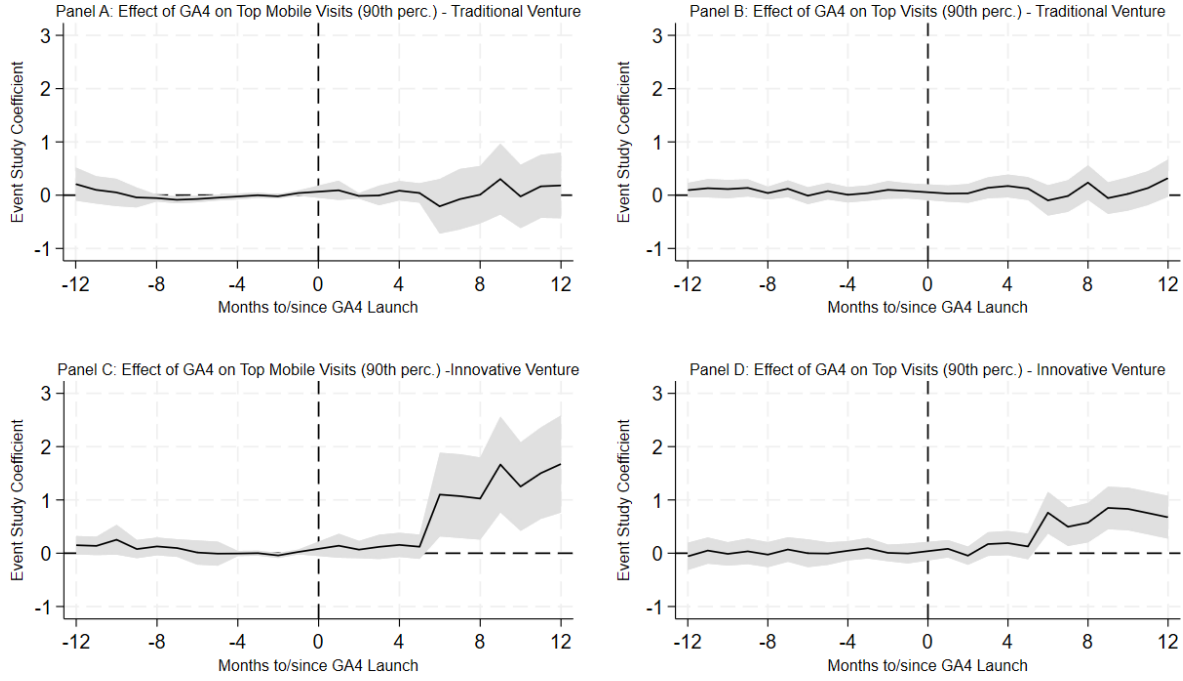 Panel A: Effect of GA4 on Top Mobile Visits (90th perc.) - Traditional Venture
3
2
1
0
-1
Event Study Coefficient
-12 -8 -4 0 4 8 12
Months to/since GA4 Launch
Panel B: Effect of GA4 on Top Visits (90th perc.) - Traditional Venture
3
2
1
0
-1
Event Study Coefficient
-12 -8 -4 0 4 8 12
Months to/since GA4 Launch
Panel C: Effect of GA4 on Top Mobile Visits (90th perc.) -Innovative Venture
3
2
1
0
-1
Event Study Coefficient
-12 -8 -4 0 4 8 12
Months to/since GA4 Launch
Panel D: Effect of GA4 on Top Visits (90th perc.) - Innovative Venture
3
2
1
0
-1
Event Study Coefficient
-12 -8 -4 0 4 8 12
Months to/since GA4 Launch